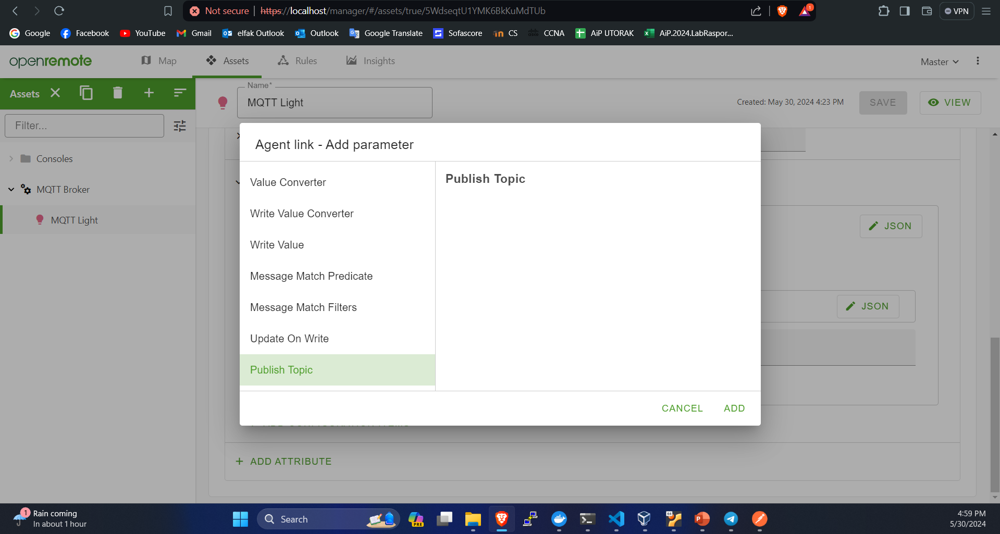 Not secure
https://localhost/manager/#/assets/true/5WdseqtU1YMK6BkKuMdTUb
1
VPN
Google
Facebook
YouTube
Gmail
elfak Outlook
Outlook
Google Translate
Sofascore
CS
CCNA
AiP UTORAK
AiP.2024.LabRaspor...
openremote
Map
Assets
Rules
Insights
Master
Assets
Name*
MQTT Light
Created: May 30, 2024 4:23 PM
SAVE
VIEW
Filter...
Consoles
MQTT Broker
MQTT Light
Agent link - Add parameter
Value Converter
Write Value Converter
Write Value
Message Match Predicate
Message Match Filters
Update On Write
Publish Topic
Publish Topic
JSON
JSON
CANCEL
ADD
+ ADD ATTRIBUTE
1
Rain coming
In about 1 hour
Search
PRE
64
4:59 PM
5/30/2024